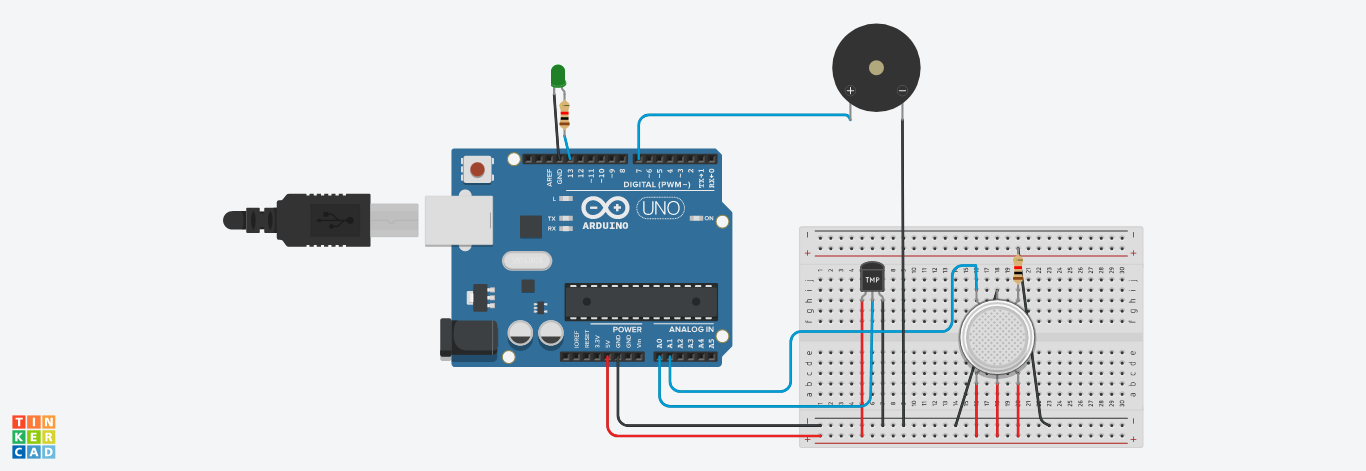 + −
AREF
GND
13
12
~11
~10
~9
8
7
~6
~5
4
~3
2
TX→1
RX←0
DIGITAL (PWM~)
L
TX
RX
ARDUINO
UNO
ON
TMP
POWER
ANALOG IN
IOREF
RESET
3.3V
5V
GND
GND
Vin
A0
A1
A2
A3
A4
A5
j
i
h
g
f
e
d
c
b
a
TIN
KER
CAD